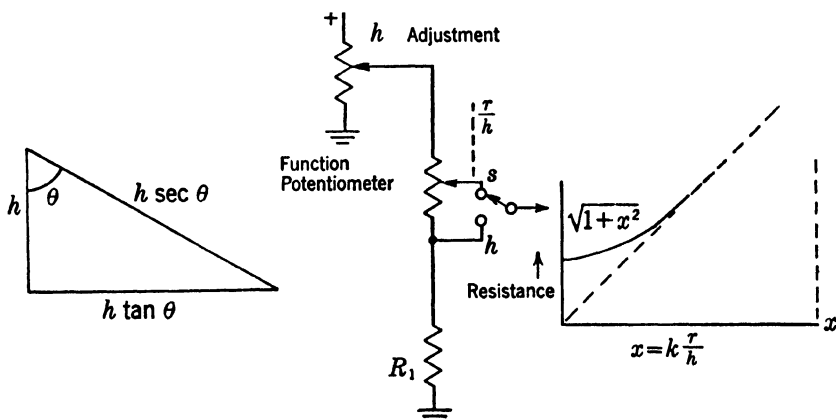 +
h Adjustment
r/h
Function
Potentiometer
s
h
θ
h sec θ
h tan θ
h
R₁
√1+x²
Resistance
x
x=k r/h